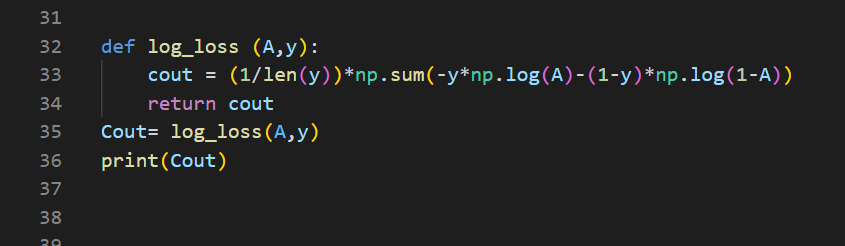 31
32 def log_loss (A,y):
33     cout = (1/len(y))*np.sum(-y*np.log(A)-(1-y)*np.log(1-A))
34     return cout
35 Cout= log_loss(A,y)
36 print(Cout)
37
38
39